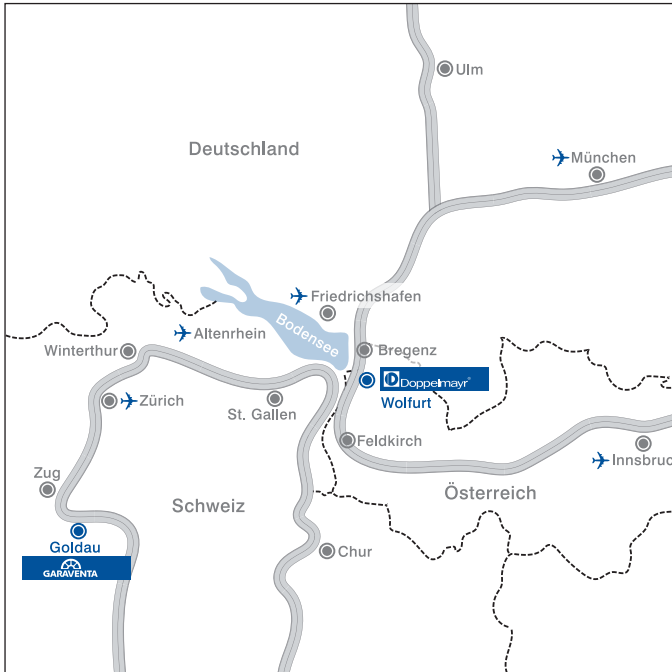 Ulm
Deutschland
München
Friedrichshafen
Bodensee
Altenrhein
Winterthur
Bregenz
Doppelmayr®
Wolfurt
Zürich
St. Gallen
Feldkirch
Innsbruc
Zug
Schweiz
Österreich
Goldau
Chur
GARAVENTA